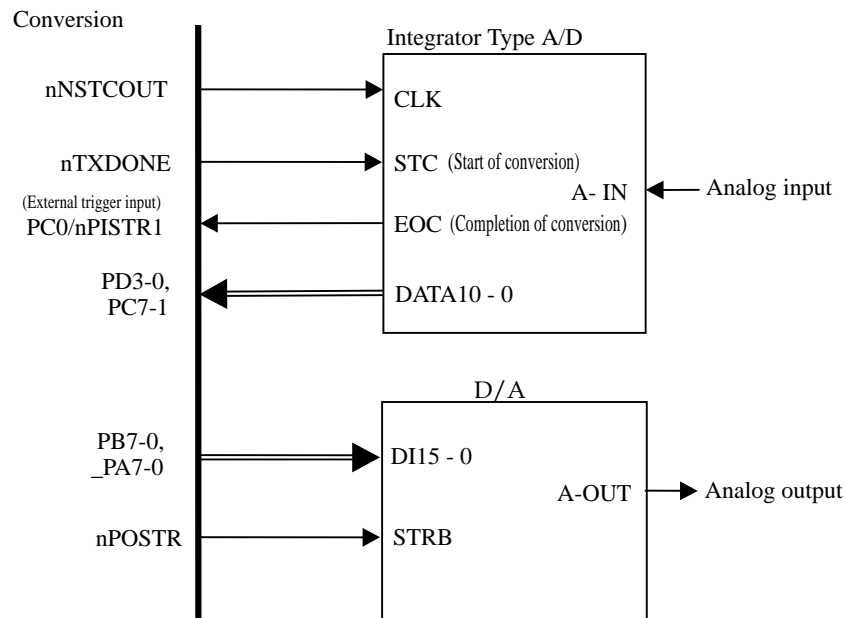 Conversion
Integrator Type A/D
nNSTCOUT
CLK
nTXDONE
STC (Start of conversion)
A- IN
Analog input
(External trigger input)
PC0/nPISTR1
EOC (Completion of conversion)
PD3-0,
PC7-1
DATA10 - 0
D/A
PB7-0,
_PA7-0
DI15 - 0
A-OUT
Analog output
nPOSTR
STRB